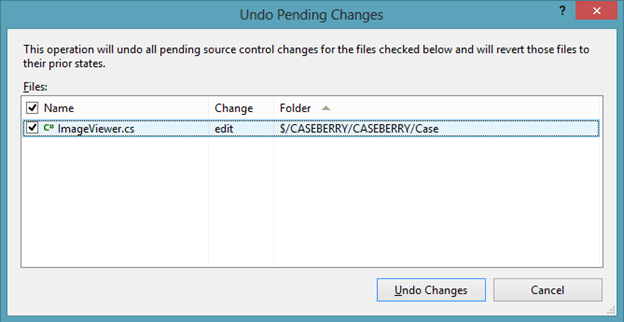 Undo Pending Changes
?
This operation will undo all pending source control changes for the files checked below and will revert those files to
their prior states.
Files:
Name Change Folder
C# ImageViewer.cs edit $/CASEBERRY/CASEBERRY/Case
Undo Changes Cancel